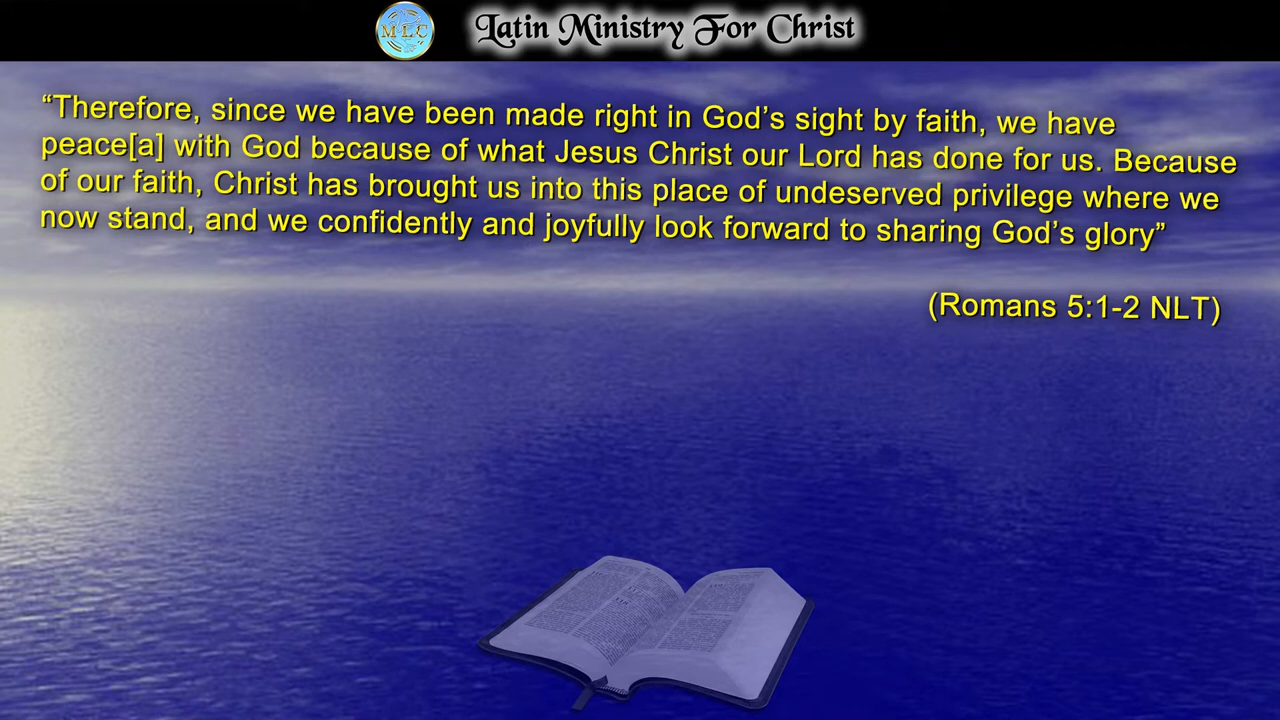 MLC
Latin Ministry For Christ
“Therefore, since we have been made right in God’s sight by faith, we have
peace[a] with God because of what Jesus Christ our Lord has done for us. Because
of our faith, Christ has brought us into this place of undeserved privilege where we
now stand, and we confidently and joyfully look forward to sharing God’s glory”
(Romans 5:1-2 NLT)